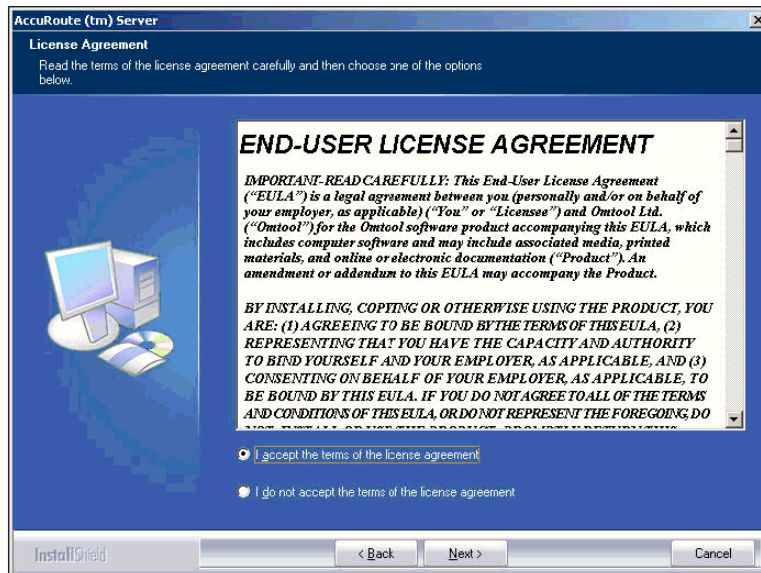 AccuRoute (tm) Server
License Agreement
Read the terms of the license agreement carefully and then choose one of the options
below.
END-USER LICENSE AGREEMENT
IMPORTANT-READ CAREFULLY: This End-User License Agreement
("EULA") is a legal agreement between you (personally and/or on behalf of
your employer, as applicable) ("You" or "Licensee") and Omtool Ltd.
("Omtool") for the Omtool software product accompanying this EULA, which
includes computer software and may include associated media, printed
materials, and online or electronic documentation ("Product"). An
amendment or addendum to this EULA may accompany the Product.
BY INSTALLING, COPYING OR OTHERWISE USING THE PRODUCT, YOU
ARE: (1) AGREEING TO BE BOUND BY THE TERMS OF THIS EULA, (2)
REPRESENTING THAT YOU HAVE THE CAPACITY AND AUTHORITY
TO BIND YOURSELF AND YOUR EMPLOYER, AS APPLICABLE, AND (3)
CONSENTING ON BEHALF OF YOUR EMPLOYER, AS APPLICABLE, TO
BE BOUND BY THIS EULA. IF YOU DO NOT AGREE TO ALL OF THE TERMS
AND CONDITIONS OF THIS EULA, OR DO NOT REPRESENT THE FOREGOING, DO
I accept the terms of the license agreement
I do not accept the terms of the license agreement
InstallShield
< Back
Next >
Cancel